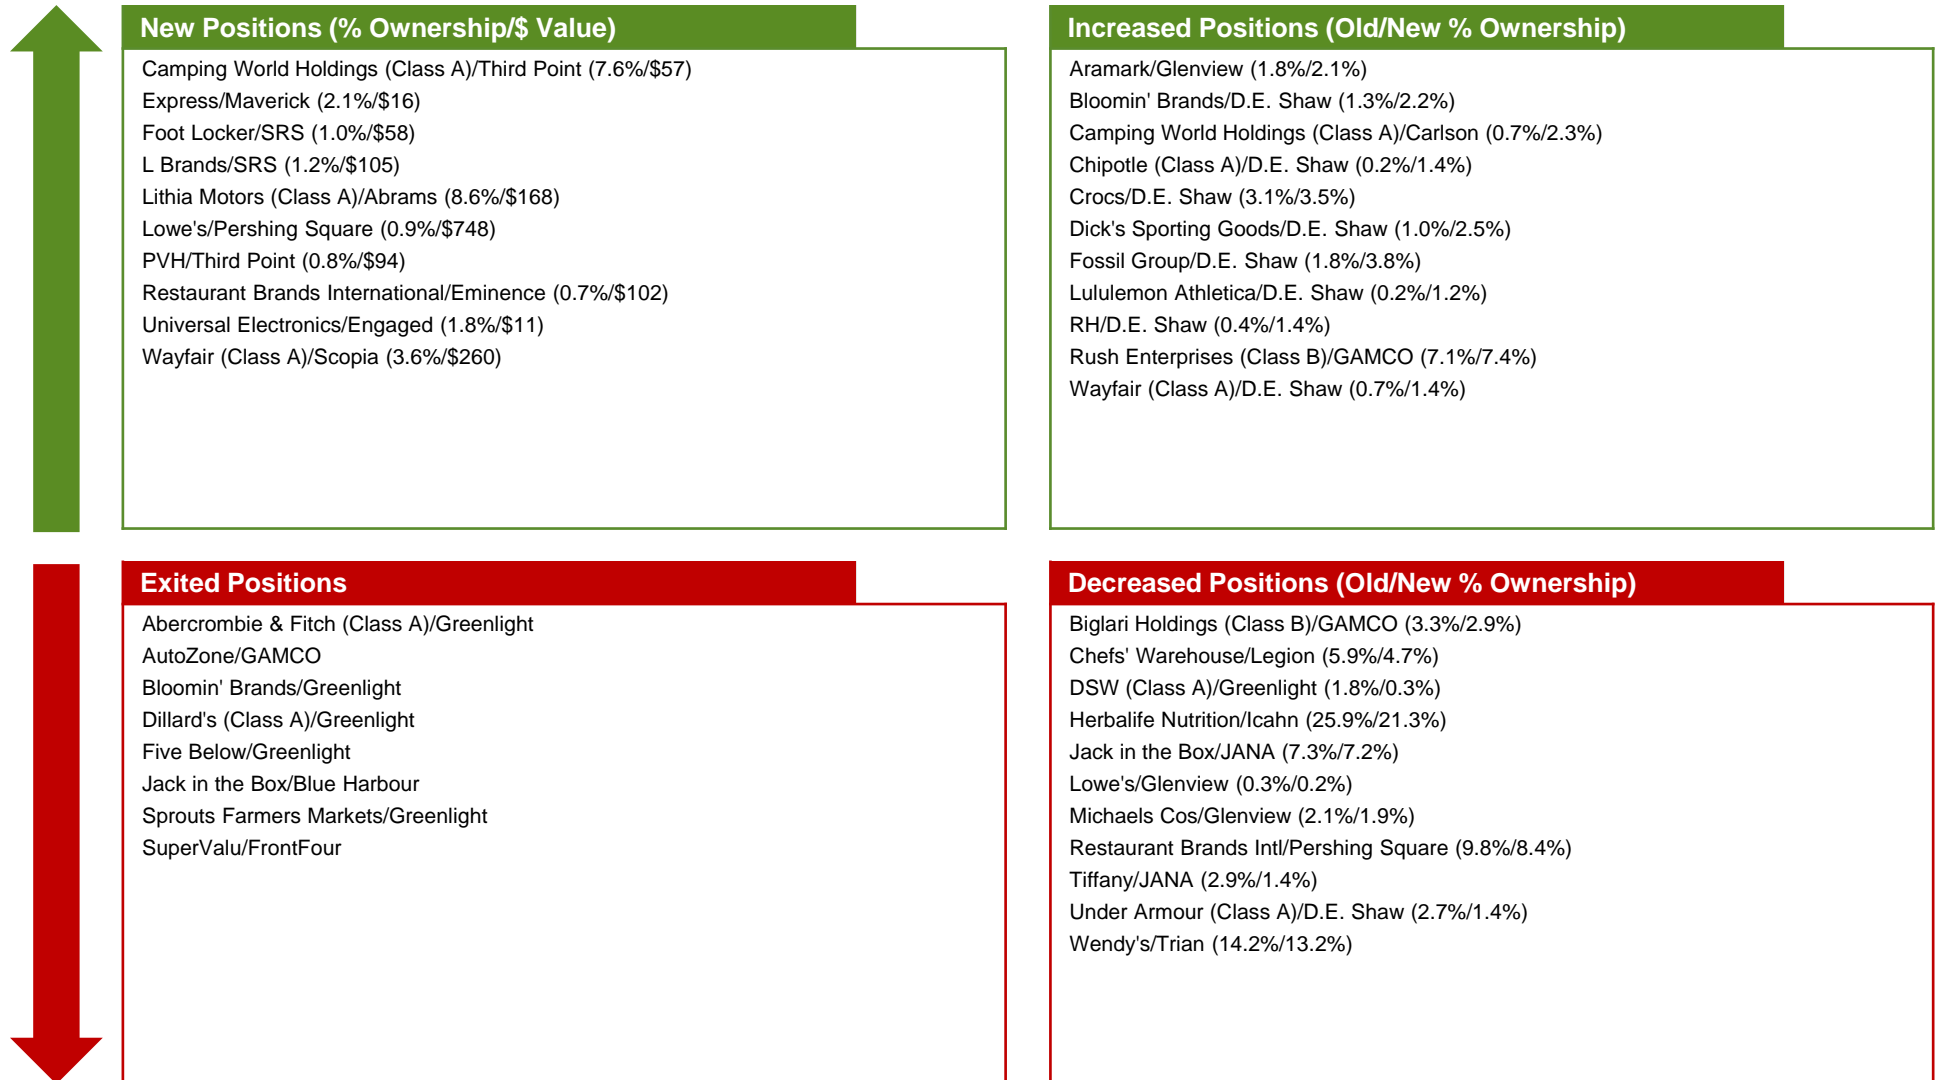 New Positions (% Ownership/$ Value)
Camping World Holdings (Class A)/Third Point (7.6%/$57)
Express/Maverick (2.1%/$16)
Foot Locker/SRS (1.0%/$58)
L Brands/SRS (1.2%/$105)
Lithia Motors (Class A)/Abrams (8.6%/$168)
Lowe's/Pershing Square (0.9%/$748)
PVH/Third Point (0.8%/$94)
Restaurant Brands International/Eminence (0.7%/$102)
Universal Electronics/Engaged (1.8%/$11)
Wayfair (Class A)/Scopia (3.6%/$260)
Increased Positions (Old/New % Ownership)
Aramark/Glenview (1.8%/2.1%)
Bloomin' Brands/D.E. Shaw (1.3%/2.2%)
Camping World Holdings (Class A)/Carlson (0.7%/2.3%)
Chipotle (Class A)/D.E. Shaw (0.2%/1.4%)
Crocs/D.E. Shaw (3.1%/3.5%)
Dick's Sporting Goods/D.E. Shaw (1.0%/2.5%)
Fossil Group/D.E. Shaw (1.8%/3.8%)
Lululemon Athletica/D.E. Shaw (0.2%/1.2%)
RH/D.E. Shaw (0.4%/1.4%)
Rush Enterprises (Class B)/GAMCO (7.1%/7.4%)
Wayfair (Class A)/D.E. Shaw (0.7%/1.4%)
Exited Positions
Abercrombie & Fitch (Class A)/Greenlight
AutoZone/GAMCO
Bloomin' Brands/Greenlight
Dillard's (Class A)/Greenlight
Five Below/Greenlight
Jack in the Box/Blue Harbour
Sprouts Farmers Markets/Greenlight
SuperValu/FrontFour
Decreased Positions (Old/New % Ownership)
Biglari Holdings (Class B)/GAMCO (3.3%/2.9%)
Chefs' Warehouse/Legion (5.9%/4.7%)
DSW (Class A)/Greenlight (1.8%/0.3%)
Herbalife Nutrition/Icahn (25.9%/21.3%)
Jack in the Box/JANA (7.3%/7.2%)
Lowe's/Glenview (0.3%/0.2%)
Michaels Cos/Glenview (2.1%/1.9%)
Restaurant Brands Intl/Pershing Square (9.8%/8.4%)
Tiffany/JANA (2.9%/1.4%)
Under Armour (Class A)/D.E. Shaw (2.7%/1.4%)
Wendy's/Trian (14.2%/13.2%)